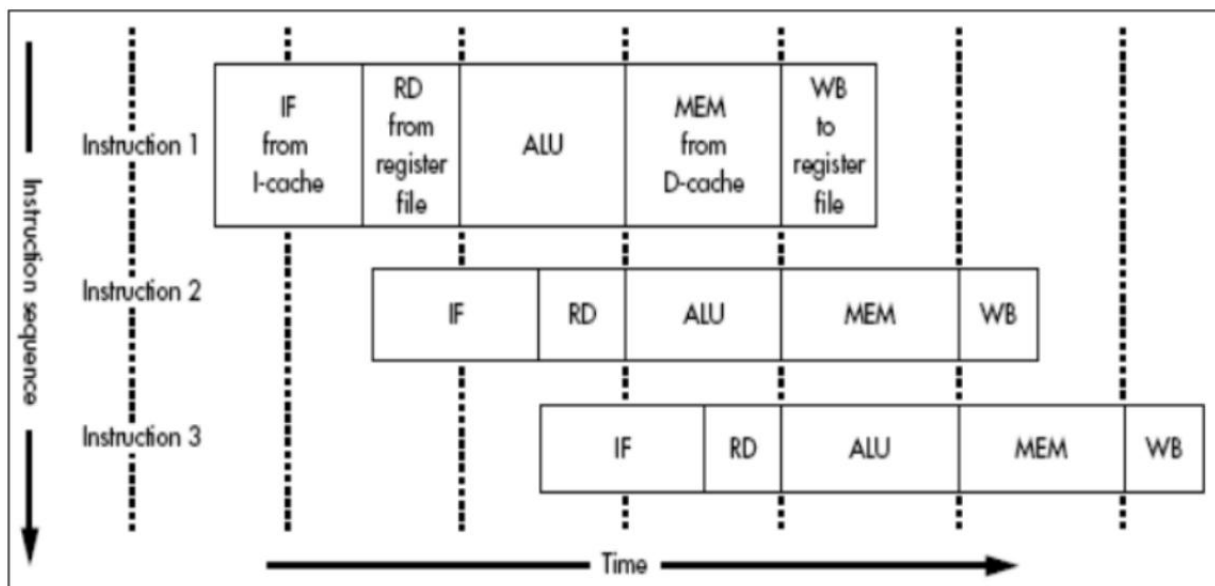 Instruction sequence
Instruction 1
IF
from
I-cache
RD
from
register
file
ALU
MEM
from
D-cache
WB
to
register
file
Instruction 2
IF
RD
ALU
MEM
WB
Instruction 3
IF
RD
ALU
MEM
WB
Time